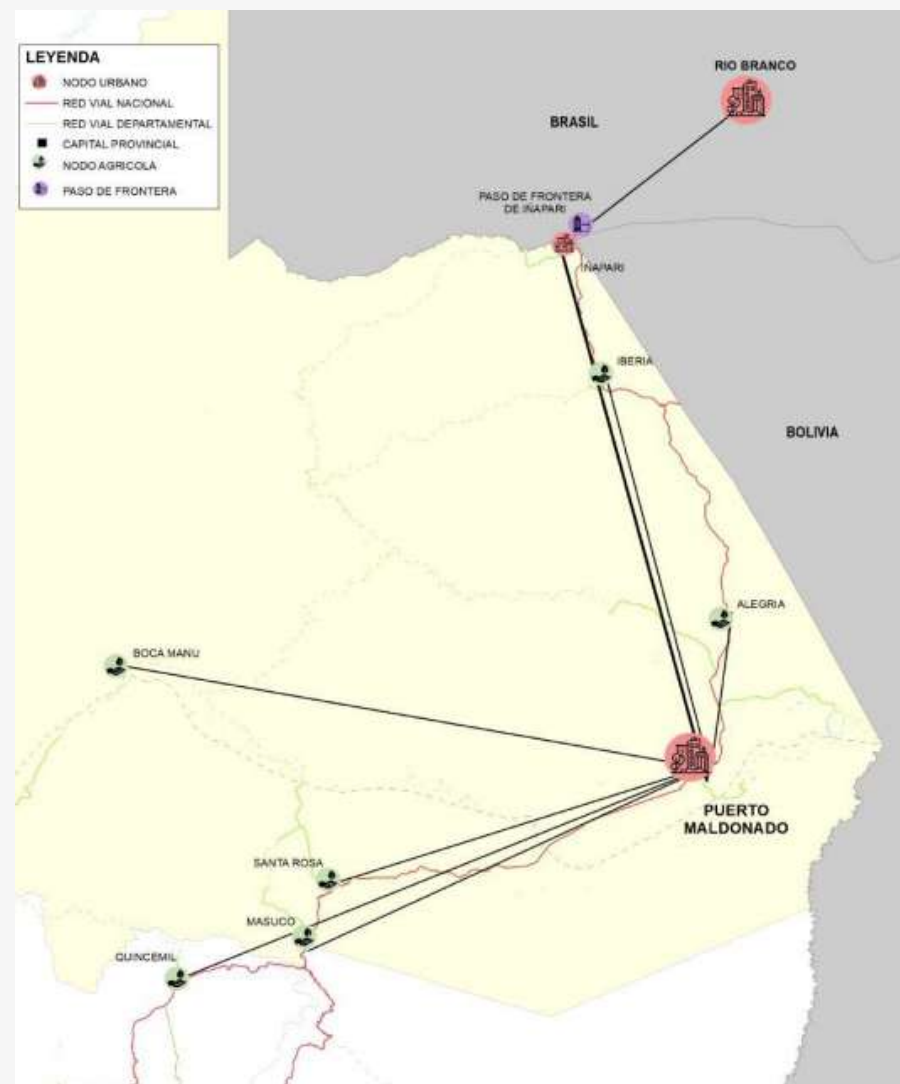 LEYENDA
NODO URBANO
RED VIAL NACIONAL
RED VIAL DEPARTAMENTAL
CAPITAL PROVINCIAL
NODO AGRICOLA
PASO DE FRONTERA
RIO BRANCO
BRASIL
PASO DE FRONTERA
DE IÑAPARI
IÑAPARI
IBERIA
BOLIVIA
ALEGRIA
BOCA MANU
PUERTO
MALDONADO
SANTA ROSA
MASUCO
QUINCEMIL